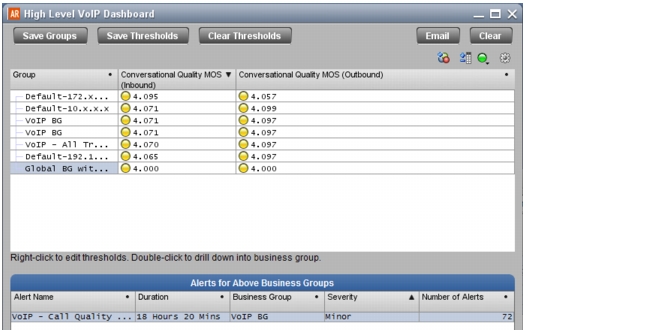 AR High Level VoIP Dashboard
Save Groups Save Thresholds Clear Thresholds Email Clear
Group Conversational Quality MOS ▼ Conversational Quality MOS (Outbound)
(Inbound)
Default-172.x... 4.095 4.057
Default-10.x.x.x 4.071 4.099
VoIP BG 4.071 4.097
VoIP BG 4.071 4.097
VoIP - All Tr... 4.070 4.097
Default-192.1... 4.065 4.097
Global BG wit... 4.000 4.000
Right-click to edit thresholds. Double-click to drill down into business group.
Alerts for Above Business Groups
Alert Name Duration Business Group Severity ▲ Number of Alerts
VoIP - Call Quality ... 18 Hours 20 Mins VoIP BG Minor 72